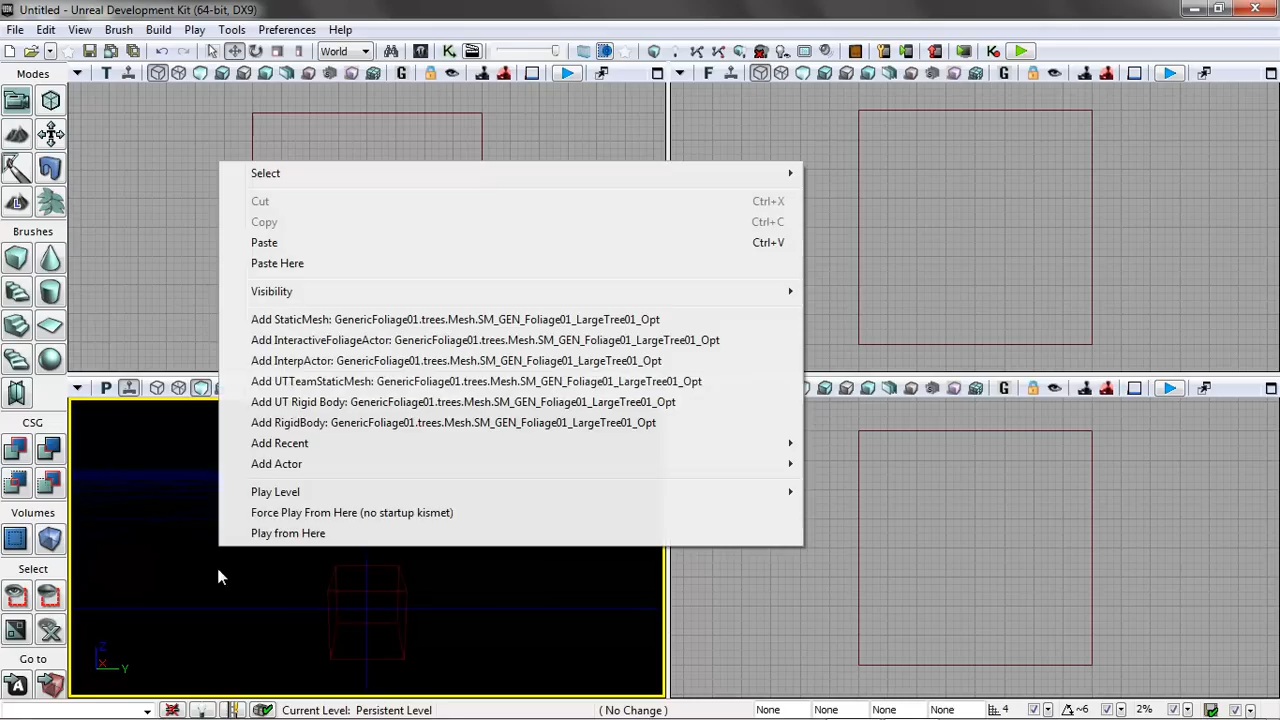 Untitled - Unreal Development Kit (64-bit, DX9)
File Edit View Brush Build Play Tools Preferences Help
World
Modes
T
G
F
G
Select
Cut Ctrl+X
Copy Ctrl+C
Paste Ctrl+V
Paste Here
Visibility
Add StaticMesh: GenericFoliage01.trees.Mesh.SM_GEN_Foliage01_LargeTree01_Opt
Add InteractiveFoliageActor: GenericFoliage01.trees.Mesh.SM_GEN_Foliage01_LargeTree01_Opt
Add InterpActor: GenericFoliage01.trees.Mesh.SM_GEN_Foliage01_LargeTree01_Opt
Add UTTeamStaticMesh: GenericFoliage01.trees.Mesh.SM_GEN_Foliage01_LargeTree01_Opt
Add UT Rigid Body: GenericFoliage01.trees.Mesh.SM_GEN_Foliage01_LargeTree01_Opt
Add RigidBody: GenericFoliage01.trees.Mesh.SM_GEN_Foliage01_LargeTree01_Opt
Add Recent
Add Actor
Play Level
Force Play From Here (no startup kismet)
Play from Here
Brushes
P
G
CSG
Volumes
Select
Go to
Z
X
Y
Current Level: Persistent Level
( No Change )
None None None None 4 ~6 2%